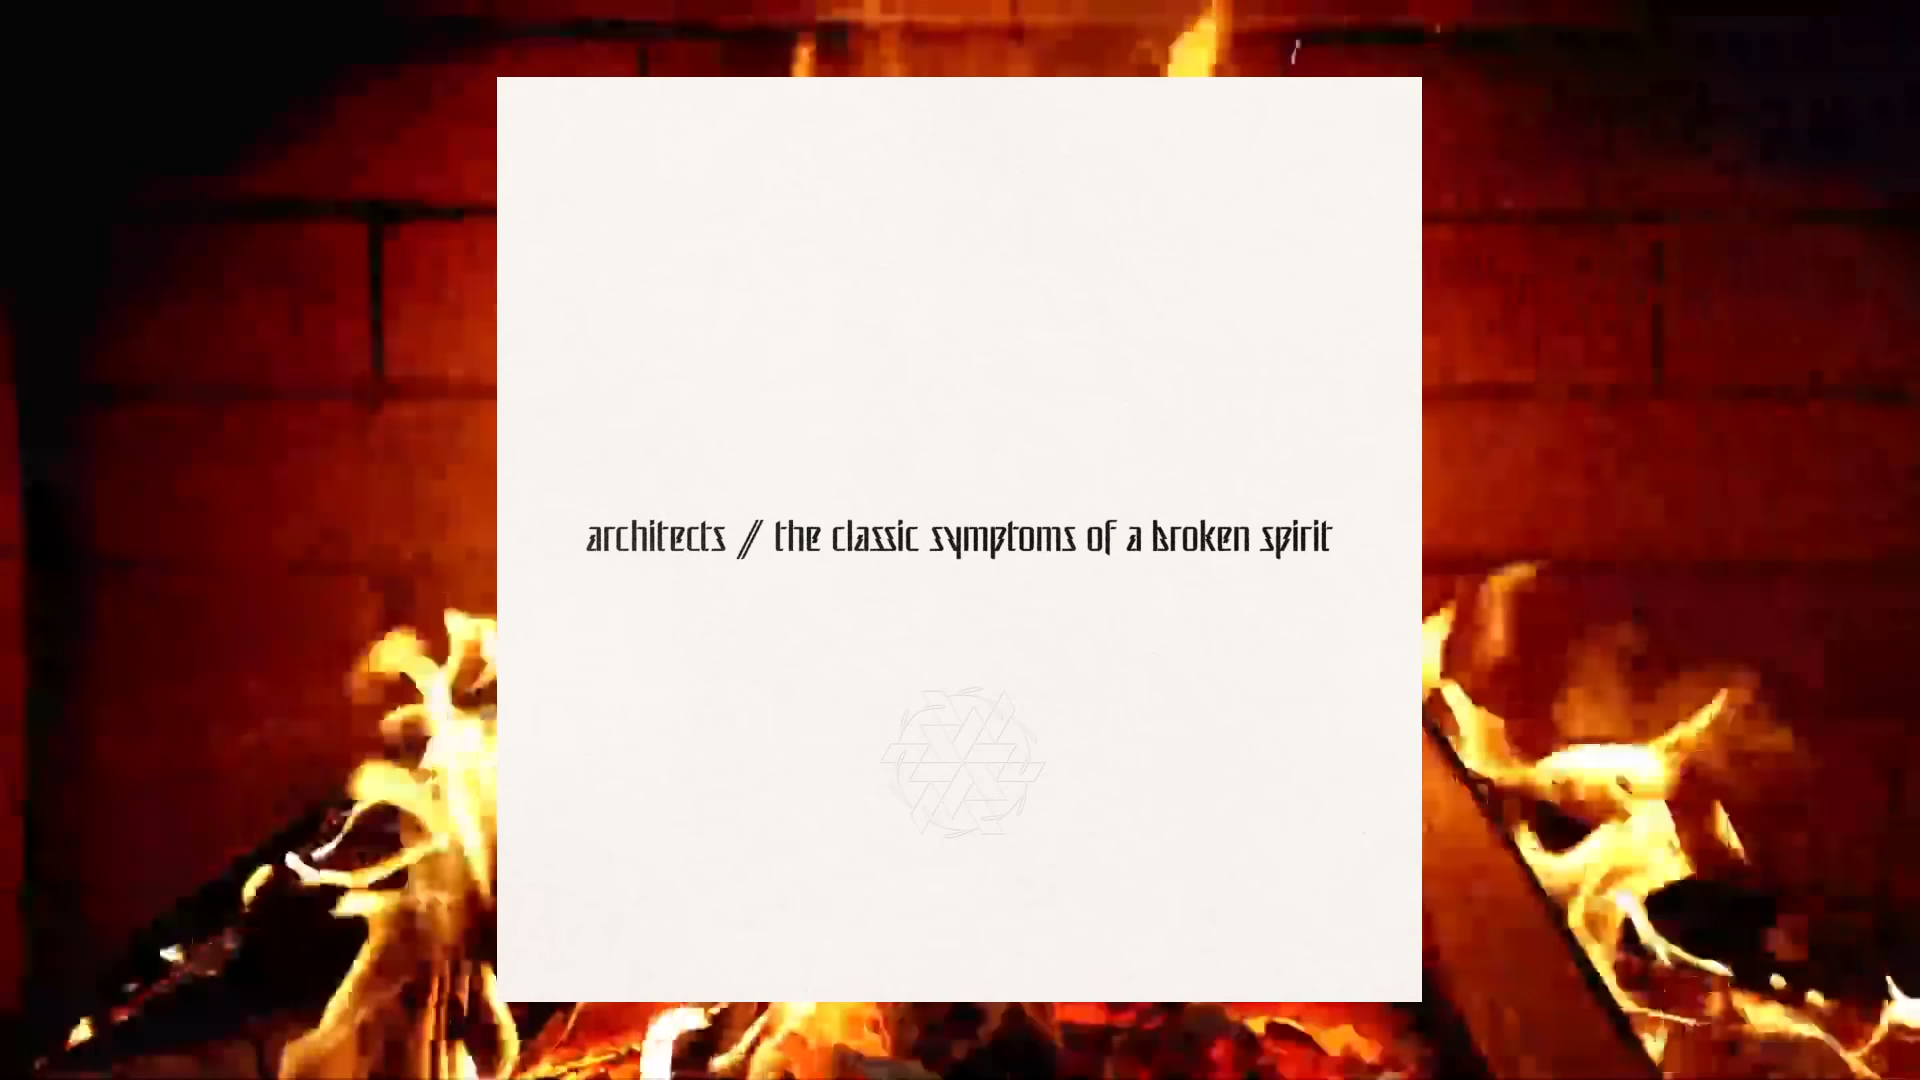 architects // the classic symptoms of a broken spirit